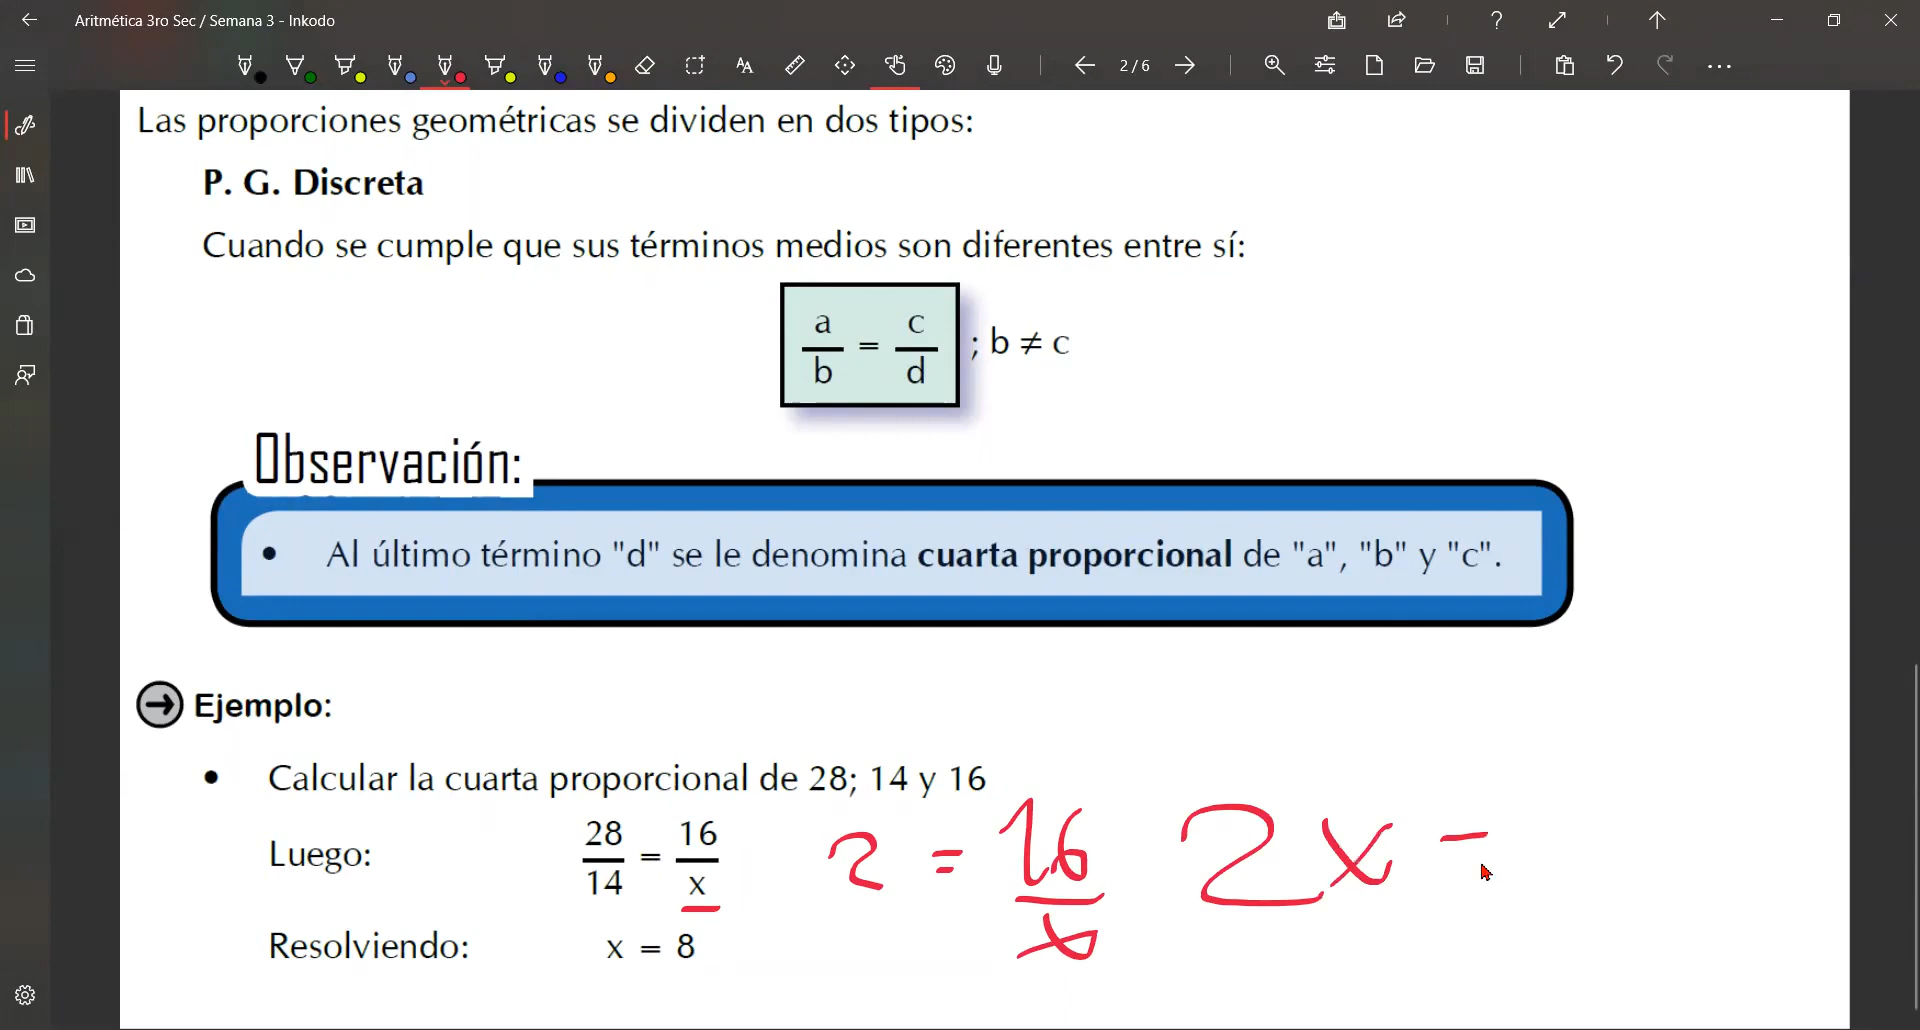 Aritmética 3ro Sec / Semana 3 - Inkodo
2 / 6
Las proporciones geométricas se dividen en dos tipos:
P. G. Discreta
Cuando se cumple que sus términos medios son diferentes entre sí:
a/b = c/d ; b ≠ c
Observación:
• Al último término "d" se le denomina cuarta proporcional de "a", "b" y "c".
Ejemplo:
• Calcular la cuarta proporcional de 28; 14 y 16
Luego: 28/14 = 16/x 2 = 16/x 2x -
Resolviendo: x = 8